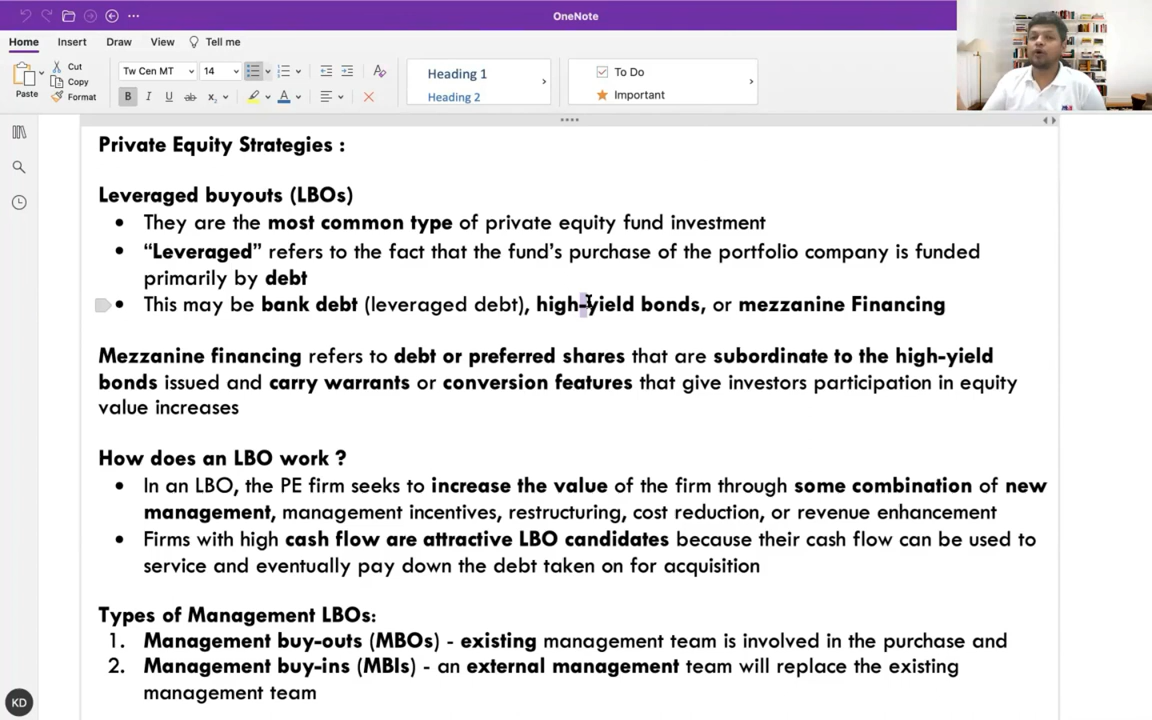 OneNote
Home Insert Draw View Tell me
Cut
Copy
Paste Format
Tw Cen MT 14
B I U ab x₂ A
Heading 1
Heading 2
To Do
Important
Private Equity Strategies :
Leveraged buyouts (LBOs)
• They are the most common type of private equity fund investment
• “Leveraged” refers to the fact that the fund’s purchase of the portfolio company is funded
primarily by debt
• This may be bank debt (leveraged debt), high-yield bonds, or mezzanine Financing
Mezzanine financing refers to debt or preferred shares that are subordinate to the high-yield
bonds issued and carry warrants or conversion features that give investors participation in equity
value increases
How does an LBO work ?
• In an LBO, the PE firm seeks to increase the value of the firm through some combination of new
management, management incentives, restructuring, cost reduction, or revenue enhancement
• Firms with high cash flow are attractive LBO candidates because their cash flow can be used to
service and eventually pay down the debt taken on for acquisition
Types of Management LBOs:
1. Management buy-outs (MBOs) - existing management team is involved in the purchase and
2. Management buy-ins (MBIs) - an external management team will replace the existing
management team
KD